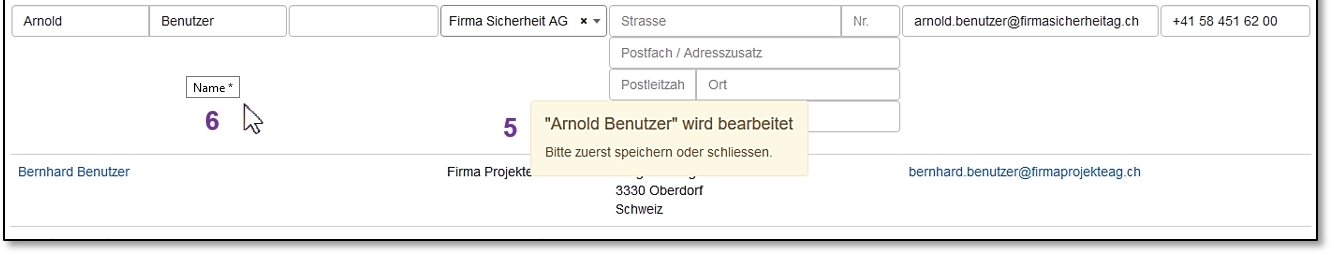 Arnold Benutzer Firma Sicherheit AG × Strasse Nr. arnold.benutzer@firmasicherheitag.ch +41 58 451 62 00
Postfach / Adresszusatz
Name * Postleitzah Ort
6 5 "Arnold Benutzer" wird bearbeitet
Bitte zuerst speichern oder schliessen.
Bernhard Benutzer Firma Projekte bernhard.benutzer@firmaprojekteag.ch
3330 Oberdorf
Schweiz